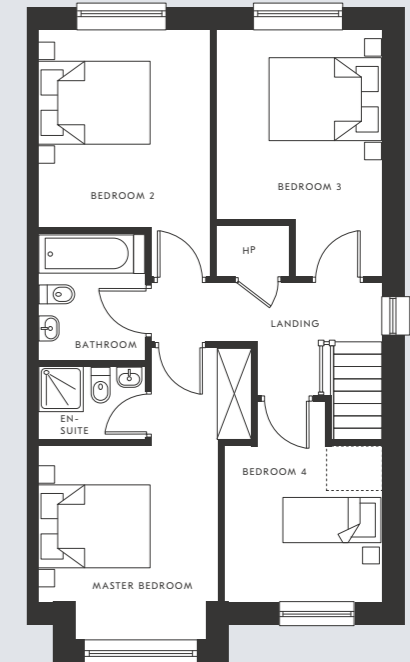 BEDROOM 2
BEDROOM 3
HP
LANDING
BATHROOM
EN-
SUITE
BEDROOM 4
MASTER BEDROOM